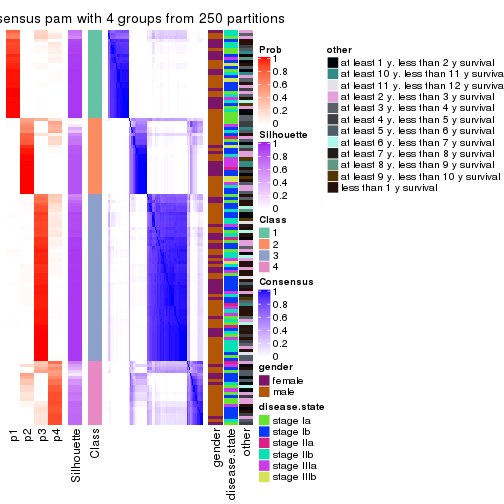 sensus pam with 4 groups from 250 partitions
Prob
1
0.8
0.6
0.4
0.2
0
Silhouette
1
0.8
0.6
0.4
0.2
0
Class
1
2
3
4
Consensus
1
0.8
0.6
0.4
0.2
0
gender
female
male
disease.state
stage Ia
stage Ib
stage IIa
stage IIb
stage IIIa
stage IIIb
other
at least 1 y. less than 2 y survival
at least 10 y. less than 11 y surviva
at least 11 y. less than 12 y surviva
at least 2 y. less than 3 y survival
at least 3 y. less than 4 y survival
at least 4 y. less than 5 y survival
at least 5 y. less than 6 y survival
at least 6 y. less than 7 y survival
at least 7 y. less than 8 y survival
at least 8 y. less than 9 y survival
at least 9 y. less than 10 y survival
less than 1 y survival
p1
p2
p3
p4
Silhouette
Class
gender
disease.state
other